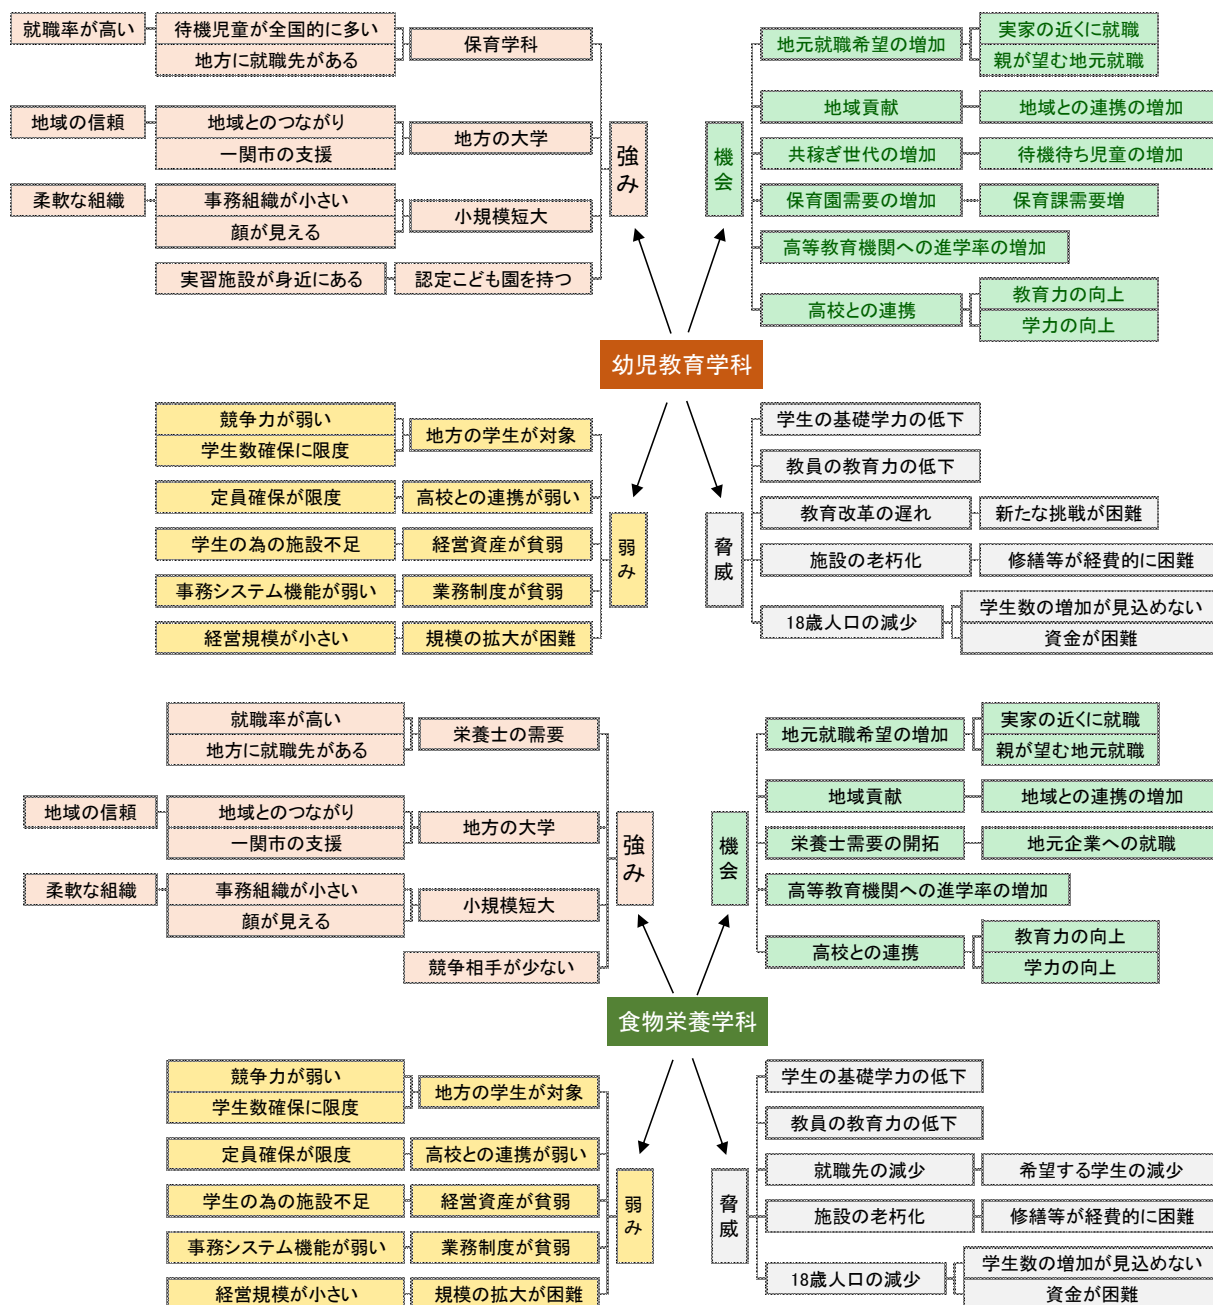 就職率が高い
待機児童が全国的に多い
地方に就職先がある
保育学科
地域の信頼
地域とのつながり
一関市の支援
地方の大学
柔軟な組織
事務組織が小さい
顔が見える
小規模短大
実習施設が身近にある
認定こども園を持つ
強み
機会
地元就職希望の増加
実家の近くに就職
親が望む地元就職
地域貢献
地域との連携の増加
共稼ぎ世代の増加
待機待ち児童の増加
保育園需要の増加
保育課需要増
高等教育機関への進学率の増加
高校との連携
教育力の向上
学力の向上
幼児教育学科
競争力が弱い
学生数確保に限度
地方の学生が対象
定員確保が限度
高校との連携が弱い
学生の為の施設不足
経営資産が貧弱
事務システム機能が弱い
業務制度が貧弱
経営規模が小さい
規模の拡大が困難
弱み
脅威
学生の基礎学力の低下
教員の教育力の低下
教育改革の遅れ
新たな挑戦が困難
施設の老朽化
修繕等が経費的に困難
18歳人口の減少
学生数の増加が見込めない
資金が困難
就職率が高い
地方に就職先がある
栄養士の需要
地域の信頼
地域とのつながり
一関市の支援
地方の大学
柔軟な組織
事務組織が小さい
顔が見える
小規模短大
競争相手が少ない
強み
機会
地元就職希望の増加
実家の近くに就職
親が望む地元就職
地域貢献
地域との連携の増加
栄養士需要の開拓
地元企業への就職
高等教育機関への進学率の増加
高校との連携
教育力の向上
学力の向上
食物栄養学科
競争力が弱い
学生数確保に限度
地方の学生が対象
定員確保が限度
高校との連携が弱い
学生の為の施設不足
経営資産が貧弱
事務システム機能が弱い
業務制度が貧弱
経営規模が小さい
規模の拡大が困難
弱み
脅威
学生の基礎学力の低下
教員の教育力の低下
就職先の減少
希望する学生の減少
施設の老朽化
修繕等が経費的に困難
18歳人口の減少
学生数の増加が見込めない
資金が困難